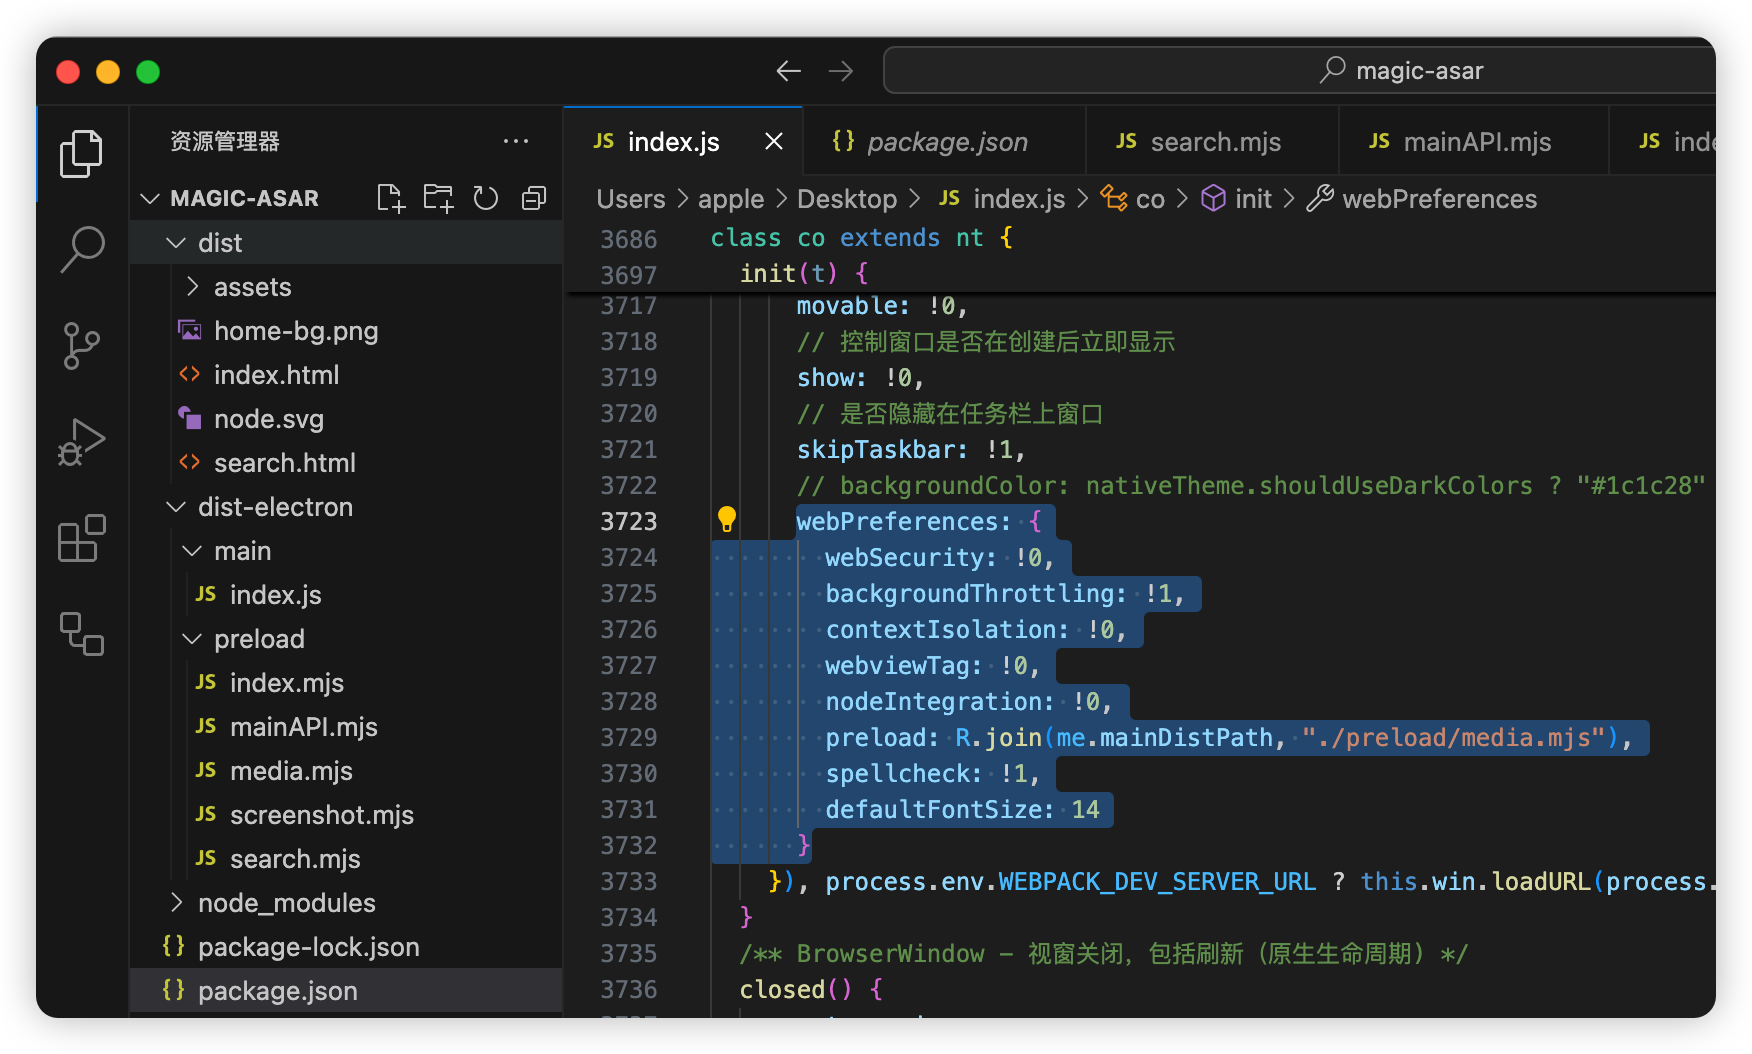 magic-asar
资源管理器
MAGIC-ASAR
dist
assets
home-bg.png
index.html
node.svg
search.html
dist-electron
main
JS index.js
preload
JS index.mjs
JS mainAPI.mjs
JS media.mjs
JS screenshot.mjs
JS search.mjs
node_modules
{} package-lock.json
{} package.json
JS index.js
{} package.json
JS search.mjs
JS mainAPI.mjs
JS inde
Users > apple > Desktop > JS index.js > co > init > webPreferences
3686 class co extends nt {
3697 init(t) {
3717 movable: !0,
3718 // 控制窗口是否在创建后立即显示
3719 show: !0,
3720 // 是否隐藏在任务栏上窗口
3721 skipTaskbar: !1,
3722 // backgroundColor: nativeTheme.shouldUseDarkColors ? "#1c1c28"
3723 webPreferences: {
3724 webSecurity: !0,
3725 backgroundThrottling: !1,
3726 contextIsolation: !0,
3727 webviewTag: !0,
3728 nodeIntegration: !0,
3729 preload: R.join(me.mainDistPath, "./preload/media.mjs"),
3730 spellcheck: !1,
3731 defaultFontSize: 14
3732 }
3733 }), process.env.WEBPACK_DEV_SERVER_URL ? this.win.loadURL(process.
3734 }
3735 /** BrowserWindow - 视窗关闭，包括刷新（原生生命周期）*/
3736 closed() {